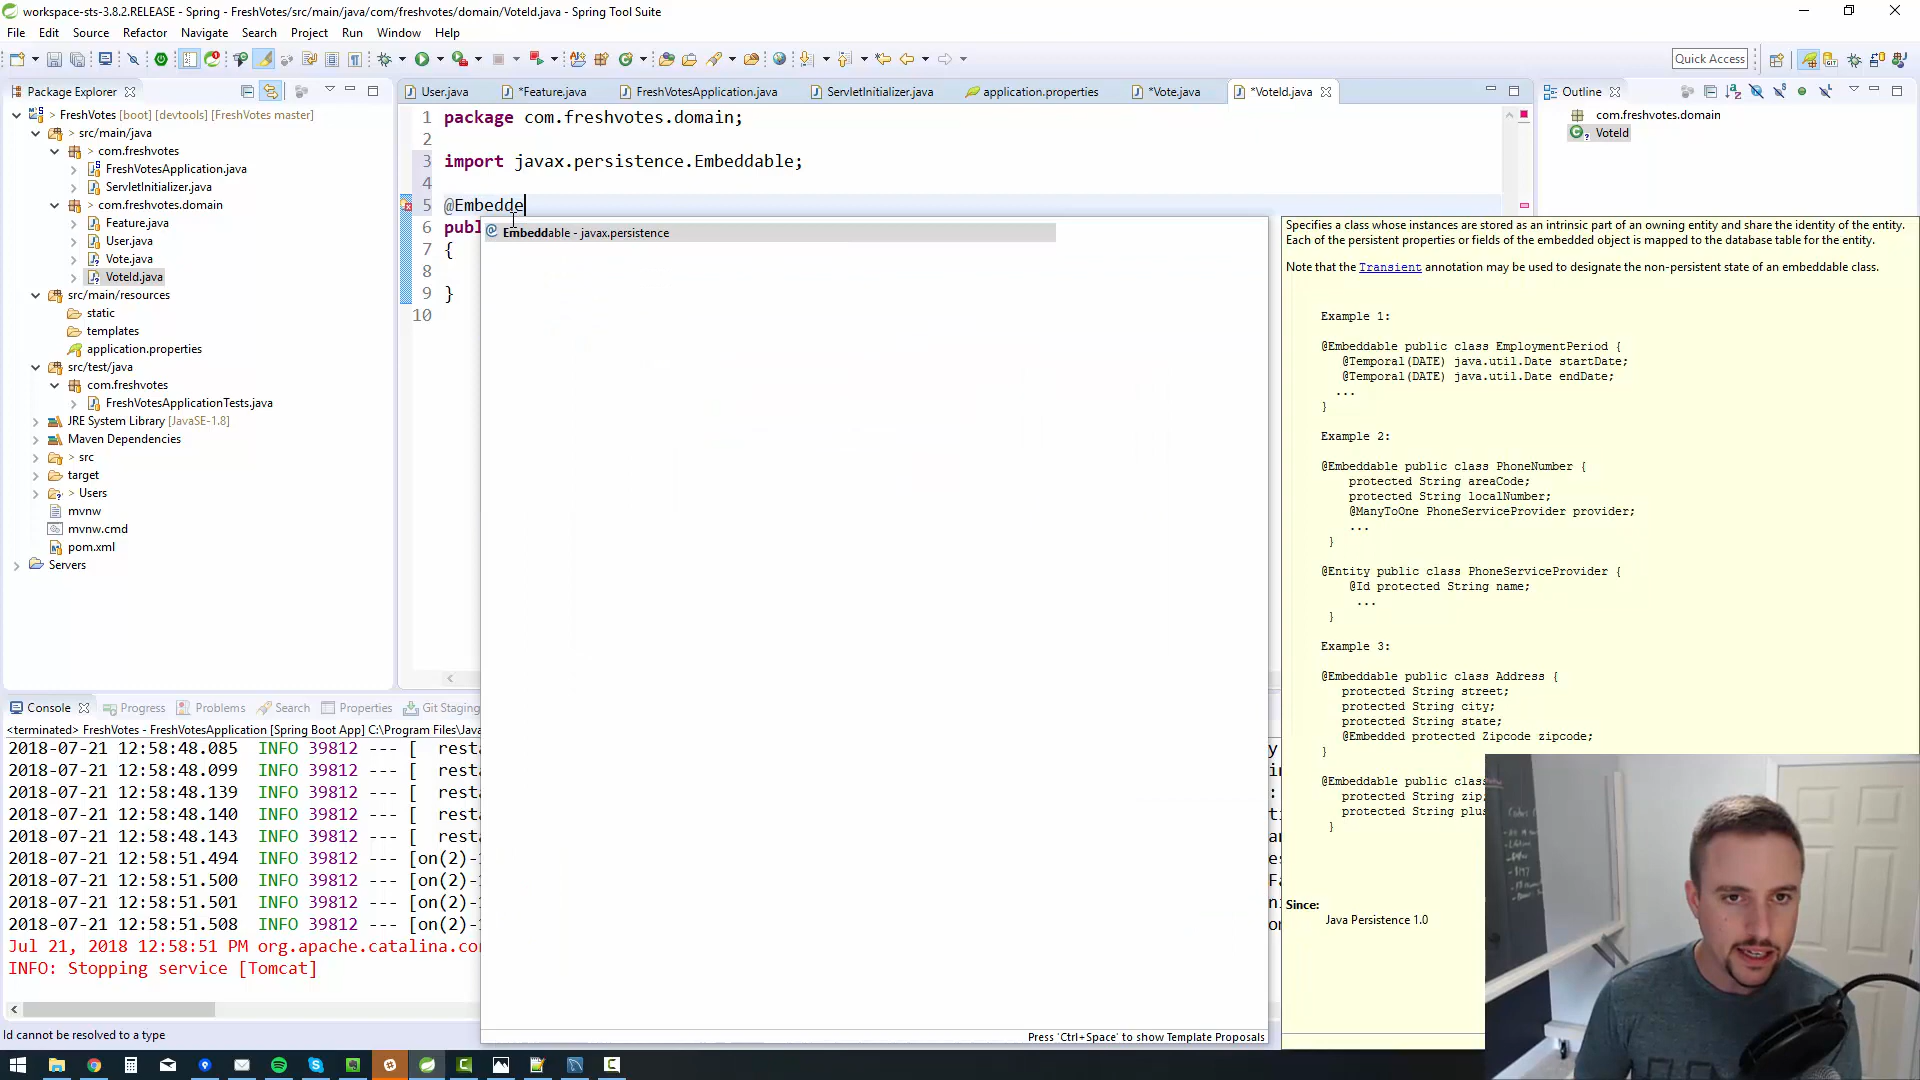 workspace-sts-3.8.2.RELEASE - Spring - FreshVotes/src/main/java/com/freshvotes/domain/VoteId.java - Spring Tool Suite
File Edit Source Refactor Navigate Search Project Run Window Help
Quick Access
Package Explorer
User.java *Feature.java FreshVotesApplication.java ServletInitializer.java application.properties *Vote.java *VoteId.java
Outline
FreshVotes [boot] [devtools] [FreshVotes master]
> src/main/java
> com.freshvotes
FreshVotesApplication.java
ServletInitializer.java
> com.freshvotes.domain
Feature.java
User.java
Vote.java
VoteId.java
src/main/resources
static
templates
application.properties
src/test/java
com.freshvotes
FreshVotesApplicationTests.java
JRE System Library [JavaSE-1.8]
Maven Dependencies
> src
target
> Users
mvnw
mvnw.cmd
pom.xml
Servers
1 package com.freshvotes.domain;
2
3 import javax.persistence.Embeddable;
4
5 @Embedde
6 publ
7 {
8
9 }
10
Embeddable - javax.persistence
Press 'Ctrl+Space' to show Template Proposals
com.freshvotes.domain
VoteId
Specifies a class whose instances are stored as an intrinsic part of an owning entity and share the identity of the entity.
Each of the persistent properties or fields of the embedded object is mapped to the database table for the entity.
Note that the Transient annotation may be used to designate the non-persistent state of an embeddable class.
Example 1:
@Embeddable public class EmploymentPeriod {
@Temporal(DATE) java.util.Date startDate;
@Temporal(DATE) java.util.Date endDate;
...
}
Example 2:
@Embeddable public class PhoneNumber {
protected String areaCode;
protected String localNumber;
@ManyToOne PhoneServiceProvider provider;
...
}
@Entity public class PhoneServiceProvider {
@Id protected String name;
...
}
Example 3:
@Embeddable public class Address {
protected String street;
protected String city;
protected String state;
@Embedded protected Zipcode zipcode;
}
@Embeddable public clas
protected String zip;
protected String plu
}
Since:
Java Persistence 1.0
Console Progress Problems Search Properties Git Staging
<terminated> FreshVotes - FreshVotesApplication [Spring Boot App] C:\Program Files\Java
2018-07-21 12:58:48.085 INFO 39812 --- [ resta
2018-07-21 12:58:48.099 INFO 39812 --- [ resta
2018-07-21 12:58:48.139 INFO 39812 --- [ resta
2018-07-21 12:58:48.140 INFO 39812 --- [ resta
2018-07-21 12:58:48.143 INFO 39812 --- [ resta
2018-07-21 12:58:51.494 INFO 39812 --- [on(2)-
2018-07-21 12:58:51.500 INFO 39812 --- [on(2)-
2018-07-21 12:58:51.501 INFO 39812 --- [on(2)-
2018-07-21 12:58:51.508 INFO 39812 --- [on(2)-
Jul 21, 2018 12:58:51 PM org.apache.catalina.co
INFO: Stopping service [Tomcat]
Id cannot be resolved to a type